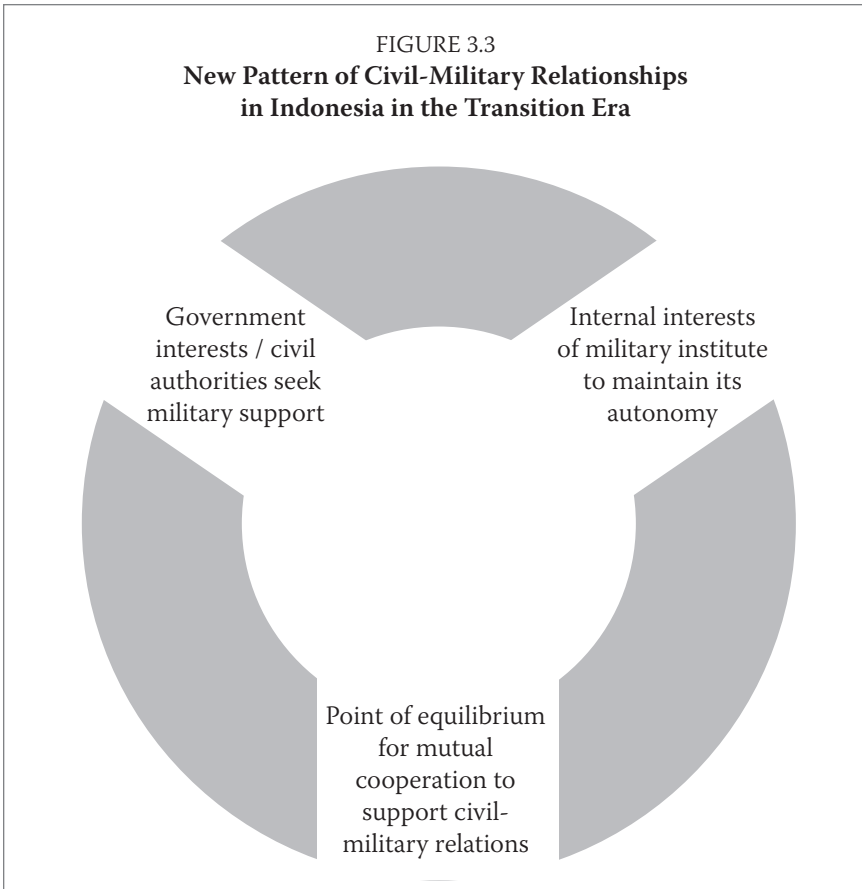 FIGURE 3.3
New Pattern of Civil-Military Relationships
in Indonesia in the Transition Era
Government
interests / civil
authorities seek
military support
Internal interests
of military institute
to maintain its
autonomy
Point of equilibrium
for mutual
cooperation to
support civil-
military relations